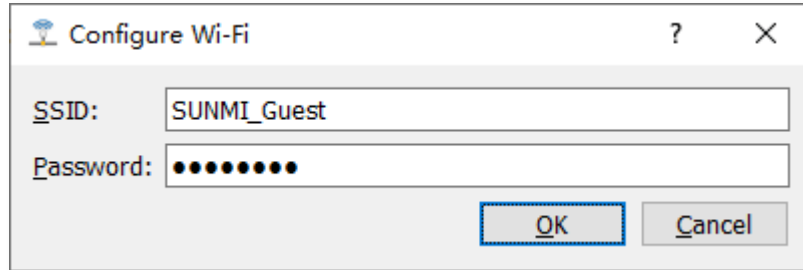 Configure Wi-Fi ?
SSID: SUNMI_Guest
Password: ●●●●●●●●
OK Cancel